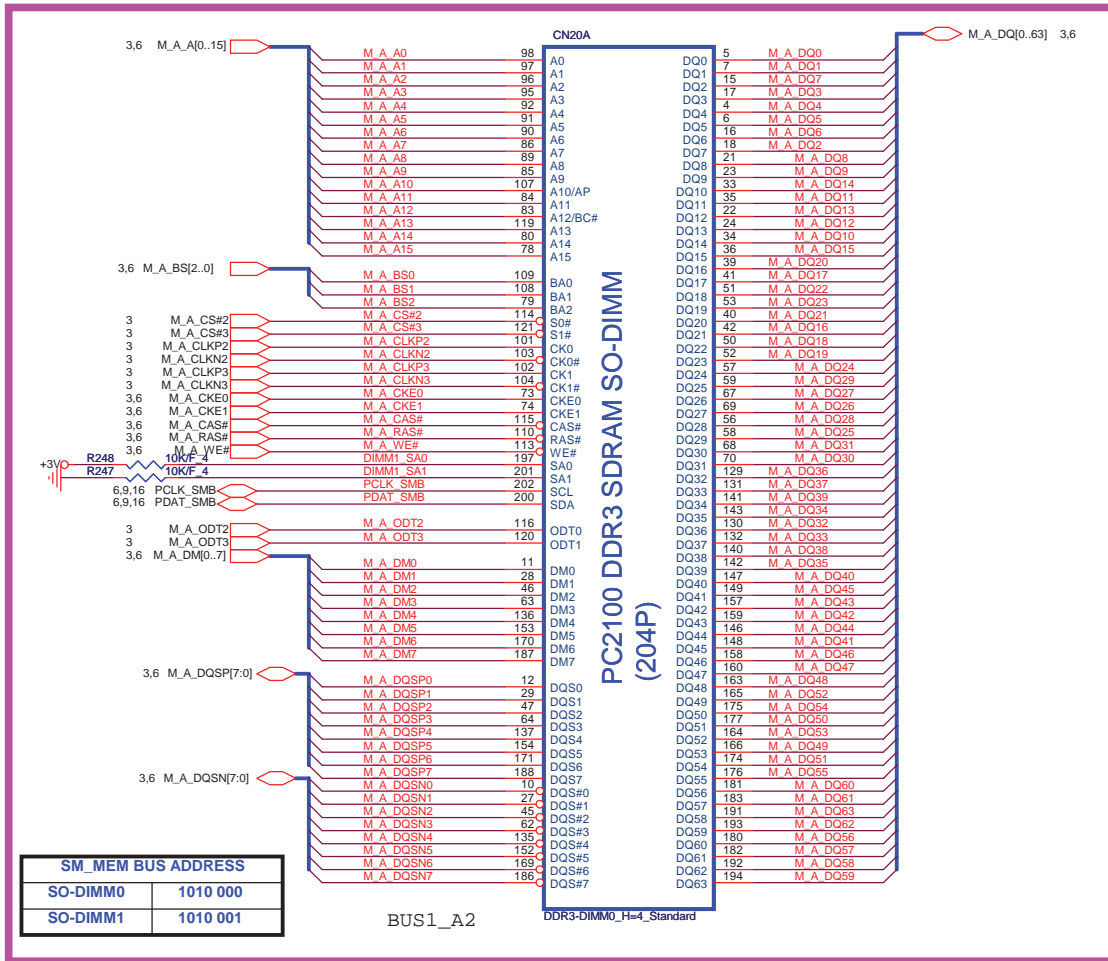 CN20A
3,6 M_A_A[0..15]
M_A_DQ[0..63] 3,6
M_A_A0 98 A0 DQ0 5 M_A_DQ0
M_A_A1 97 A1 DQ1 7 M_A_DQ1
M_A_A2 96 A2 DQ2 15 M_A_DQ7
M_A_A3 95 A3 DQ3 17 M_A_DQ3
M_A_A4 92 A4 DQ4 4 M_A_DQ4
M_A_A5 91 A5 DQ5 6 M_A_DQ5
M_A_A6 90 A6 DQ6 16 M_A_DQ6
M_A_A7 86 A7 DQ7 18 M_A_DQ2
M_A_A8 89 A8 DQ8 21 M_A_DQ8
M_A_A9 85 A9 DQ9 23 M_A_DQ9
M_A_A10 107 A10/AP DQ10 33 M_A_DQ14
M_A_A11 84 A11 DQ11 35 M_A_DQ11
M_A_A12 83 A12/BC# DQ12 22 M_A_DQ13
M_A_A13 119 A13 DQ13 24 M_A_DQ12
M_A_A14 80 A14 DQ14 34 M_A_DQ10
M_A_A15 78 A15 DQ15 36 M_A_DQ15
DQ16 39 M_A_DQ20
3,6 M_A_BS[2..0]
M_A_BS0 109 BA0 DQ17 41 M_A_DQ17
M_A_BS1 108 BA1 DQ18 51 M_A_DQ22
M_A_BS2 79 BA2 DQ19 53 M_A_DQ23
3 M_A_CS#2 M_A_CS#2 114 S0# DQ20 40 M_A_DQ21
3 M_A_CS#3 M_A_CS#3 121 S1# DQ21 42 M_A_DQ16
3 M_A_CLKP2 M_A_CLKP2 101 CK0 DQ22 50 M_A_DQ18
3 M_A_CLKN2 M_A_CLKN2 103 CK0# DQ23 52 M_A_DQ19
3 M_A_CLKP3 M_A_CLKP3 102 CK1 DQ24 57 M_A_DQ24
3 M_A_CLKN3 M_A_CLKN3 104 CK1# DQ25 59 M_A_DQ29
3,6 M_A_CKE0 M_A_CKE0 73 CKE0 DQ26 67 M_A_DQ27
3,6 M_A_CKE1 M_A_CKE1 74 CKE1 DQ27 69 M_A_DQ26
3,6 M_A_CAS# M_A_CAS# 115 CAS# DQ28 56 M_A_DQ28
3,6 M_A_RAS# M_A_RAS# 110 RAS# DQ29 58 M_A_DQ25
3,6 M_A_WE# M_A_WE# 113 WE# DQ30 68 M_A_DQ31
+3V R248 10K/F_4 DIMM1_SA0 197 SA0 DQ31 70 M_A_DQ30
R247 10K/F_4 DIMM1_SA1 201 SA1 DQ32 129 M_A_DQ36
6,9,16 PCLK_SMB PCLK_SMB 202 SCL DQ33 131 M_A_DQ37
6,9,16 PDAT_SMB PDAT_SMB 200 SDA DQ34 141 M_A_DQ39
DQ35 143 M_A_DQ34
3 M_A_ODT2 M_A_ODT2 116 ODT0 DQ36 130 M_A_DQ32
3 M_A_ODT3 M_A_ODT3 120 ODT1 DQ37 132 M_A_DQ33
3,6 M_A_DM[0..7] DQ38 140 M_A_DQ38
M_A_DM0 11 DM0 DQ39 142 M_A_DQ35
M_A_DM1 28 DM1 DQ40 147 M_A_DQ40
M_A_DM2 46 DM2 DQ41 149 M_A_DQ45
M_A_DM3 63 DM3 DQ42 157 M_A_DQ43
M_A_DM4 136 DM4 DQ43 159 M_A_DQ42
M_A_DM5 153 DM5 DQ44 146 M_A_DQ44
M_A_DM6 170 DM6 DQ45 148 M_A_DQ41
M_A_DM7 187 DM7 DQ46 158 M_A_DQ46
DQ47 160 M_A_DQ47
3,6 M_A_DQSP[7:0]
M_A_DQSP0 12 DQS0 DQ48 163 M_A_DQ48
M_A_DQSP1 29 DQS1 DQ49 165 M_A_DQ52
M_A_DQSP2 47 DQS2 DQ50 175 M_A_DQ54
M_A_DQSP3 64 DQS3 DQ51 177 M_A_DQ50
M_A_DQSP4 137 DQS4 DQ52 164 M_A_DQ53
M_A_DQSP5 154 DQS5 DQ53 166 M_A_DQ49
M_A_DQSP6 171 DQS6 DQ54 174 M_A_DQ51
M_A_DQSP7 188 DQS7 DQ55 176 M_A_DQ55
3,6 M_A_DQSN[7:0]
M_A_DQSN0 10 DQS#0 DQ56 181 M_A_DQ60
M_A_DQSN1 27 DQS#1 DQ57 183 M_A_DQ61
M_A_DQSN2 45 DQS#2 DQ58 191 M_A_DQ63
M_A_DQSN3 62 DQS#3 DQ59 193 M_A_DQ62
M_A_DQSN4 135 DQS#4 DQ60 180 M_A_DQ56
M_A_DQSN5 152 DQS#5 DQ61 182 M_A_DQ57
M_A_DQSN6 169 DQS#6 DQ62 192 M_A_DQ58
M_A_DQSN7 186 DQS#7 DQ63 194 M_A_DQ59
PC2100 DDR3 SDRAM SO-DIMM
(204P)
DDR3-DIMM0_H=4_Standard
BUS1_A2
SM_MEM BUS ADDRESS
SO-DIMM0 1010 000
SO-DIMM1 1010 001